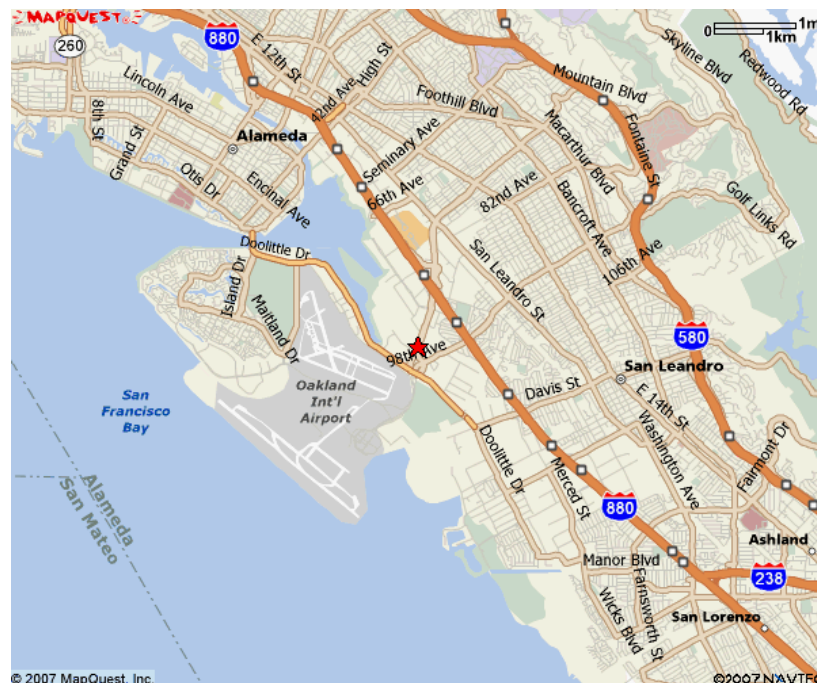 MAPQUEST
0 1m
1km
260
880
E 12th St
High St
42nd Ave
Lincoln Ave
8th St
Grand St
Alameda
Otis Dr
Encinal Ave
Seminary Ave
66th Ave
Foothill Blvd
Mountain Blvd
Skyline Blvd
Redwood Rd
Fontaine St
Macarthur Blvd
Bancroft Ave
82nd Ave
Golf Links Rd
106th Ave
San Leandro St
Doolittle Dr
Island Dr
Maitland Dr
98th Ave
Oakland
Int'l
Airport
580
San Leandro
San
Francisco
Bay
Davis St
E 14th St
Washington Ave
Fairmont Dr
Doolittle Dr
Merced St
880
Alameda
San Mateo
Ashland
Manor Blvd
238
Farnsworth St
Wicks Blvd
San Lorenzo
© 2007 MapQuest, Inc.
©2007 NAVTE